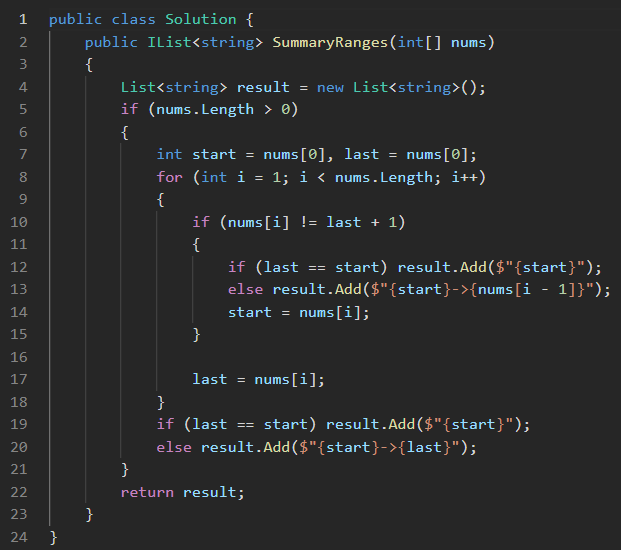 1 public class Solution {
2     public IList<string> SummaryRanges(int[] nums)
3     {
4         List<string> result = new List<string>();
5         if (nums.Length > 0)
6         {
7             int start = nums[0], last = nums[0];
8             for (int i = 1; i < nums.Length; i++)
9             {
10                 if (nums[i] != last + 1)
11                 {
12                     if (last == start) result.Add($"{start}");
13                     else result.Add($"{start}->{nums[i - 1]}");
14                     start = nums[i];
15                 }
16
17                 last = nums[i];
18             }
19             if (last == start) result.Add($"{start}");
20             else result.Add($"{start}->{last}");
21         }
22         return result;
23     }
24 }